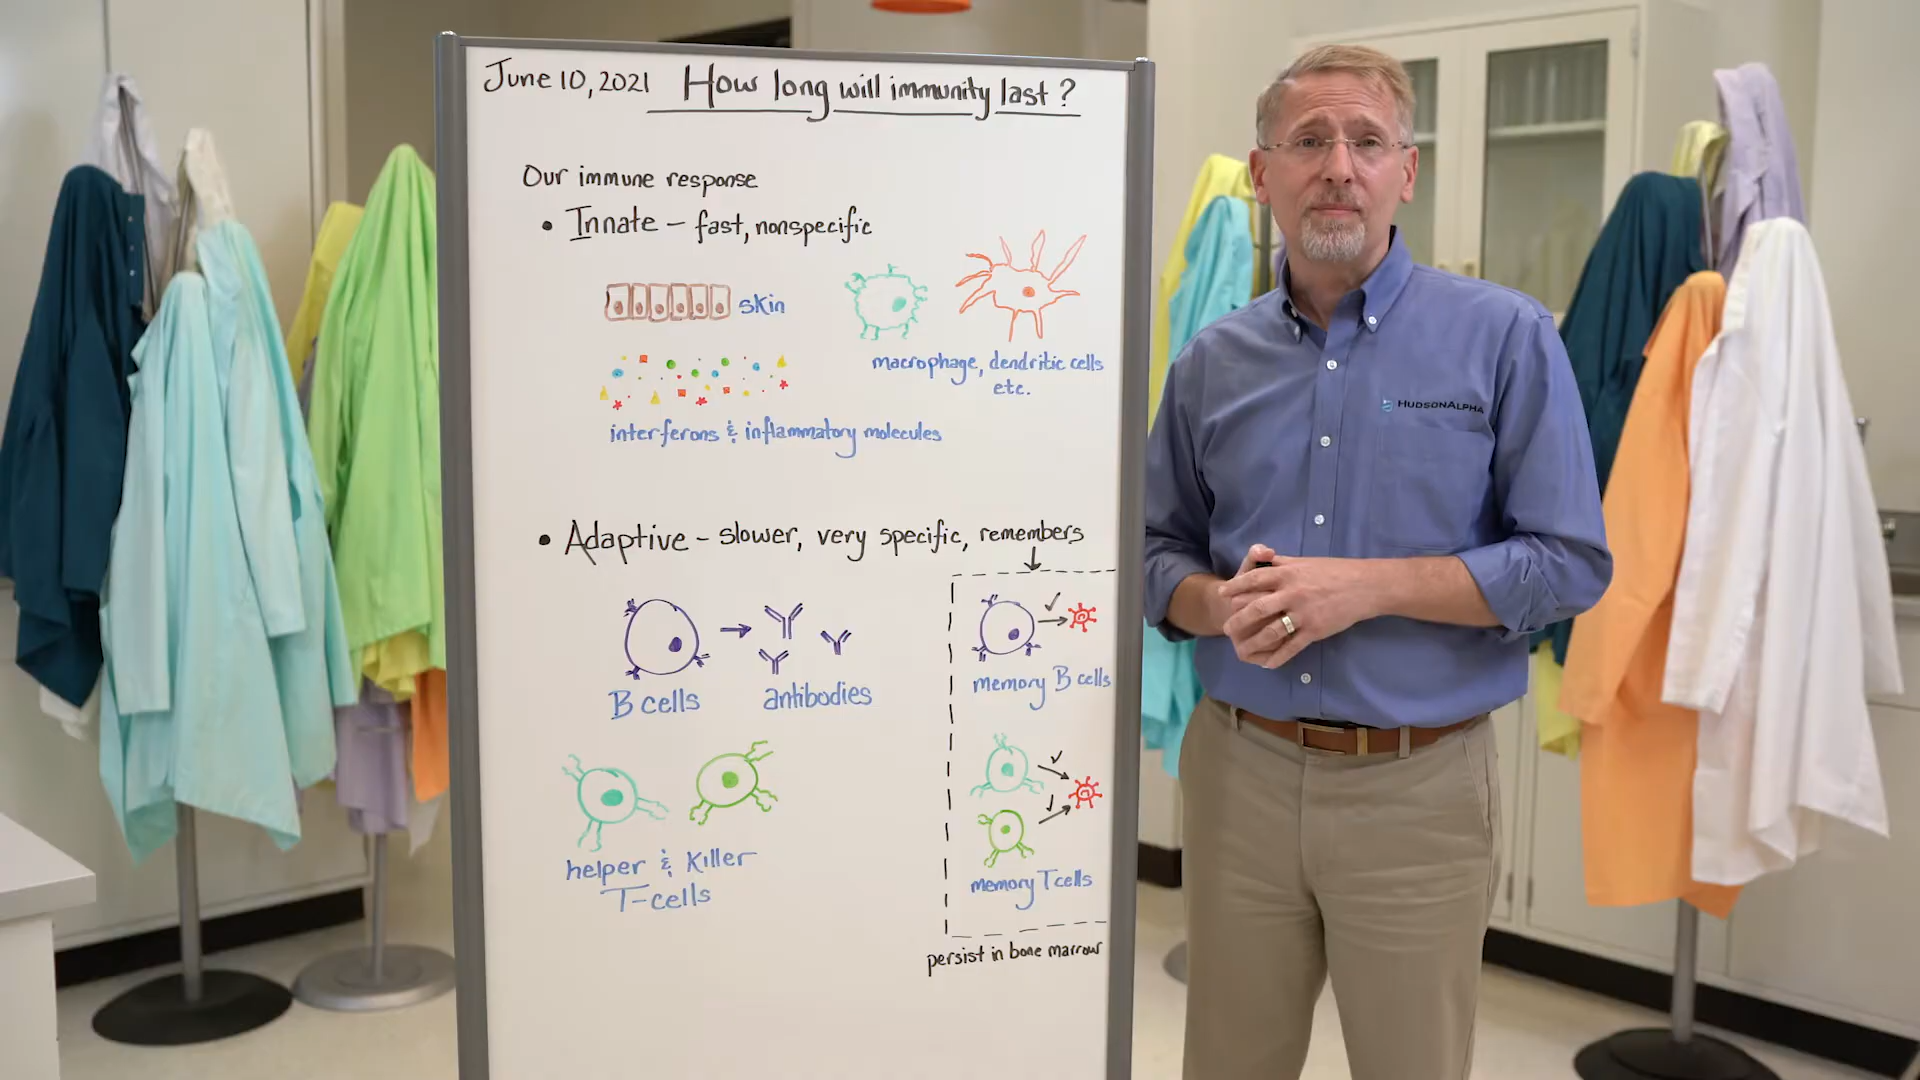 June 10, 2021 How long will immunity last?
Our immune response
• Innate – fast, nonspecific
skin
macrophage, dendritic cells
etc.
interferons & inflammatory molecules
• Adaptive – slower, very specific, remembers
B cells
antibodies
memory B cells
helper & Killer
T-cells
memory T cells
persist in bone marrow
HUDSONALPHA